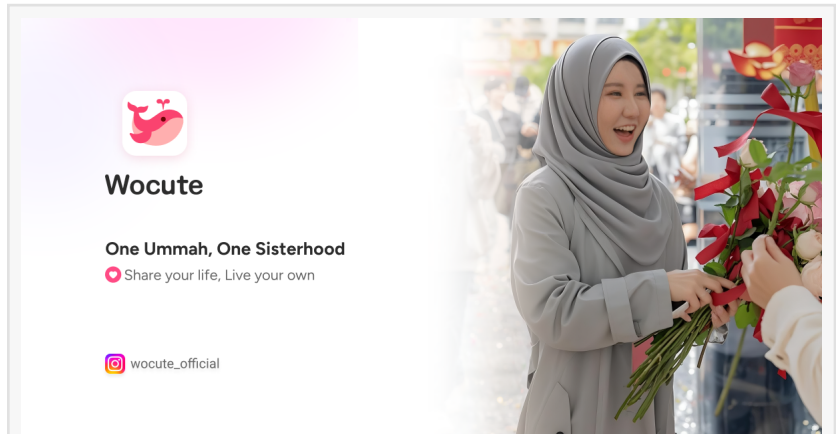 Wocute
One Ummah, One Sisterhood
Share your life, Live your own
wocute_official